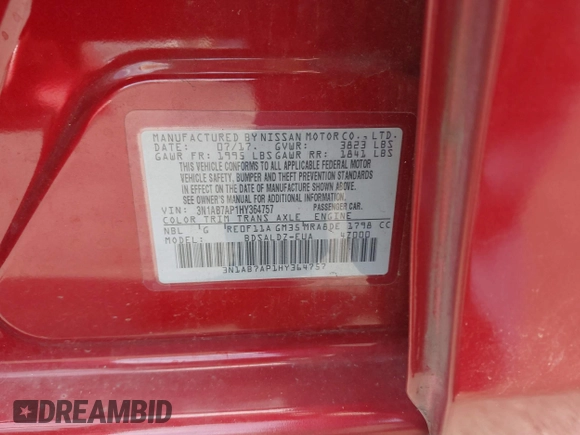 MANUFACTURED BY NISSAN MOTOR CO., LTD.
DATE: 07/17. GVWR: 3823 LBS
GAWR FR: 1995 LBS GAWR RR: 1841 LBS
THIS VEHICLE CONFORMS TO ALL APPLICABLE FEDERAL MOTOR
VEHICLE SAFETY, BUMPER AND THEFT PREVENTION STANDARDS
IN EFFECT ON THE DATE OF MANUFACTURE SHOWN ABOVE.
SEE OWNER'S MANUAL FOR ADDITIONAL INFORMATION.
VIN: 3N1AB7AP1HY364757 PASSENGER CAR.
COLOR TRIM TRANS AXLE ENGINE
NBL G RE0F11A GM35 MRA8DE 1798 CC
MODEL: BDSALDZ-EUA 47000
3N1AB7AP1HY364757
DREAMBID